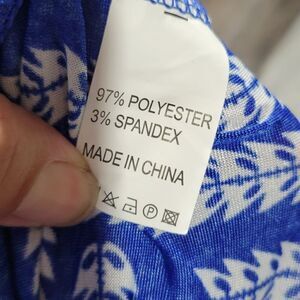 97% POLYESTER
3% SPANDEX
MADE IN CHINA
P